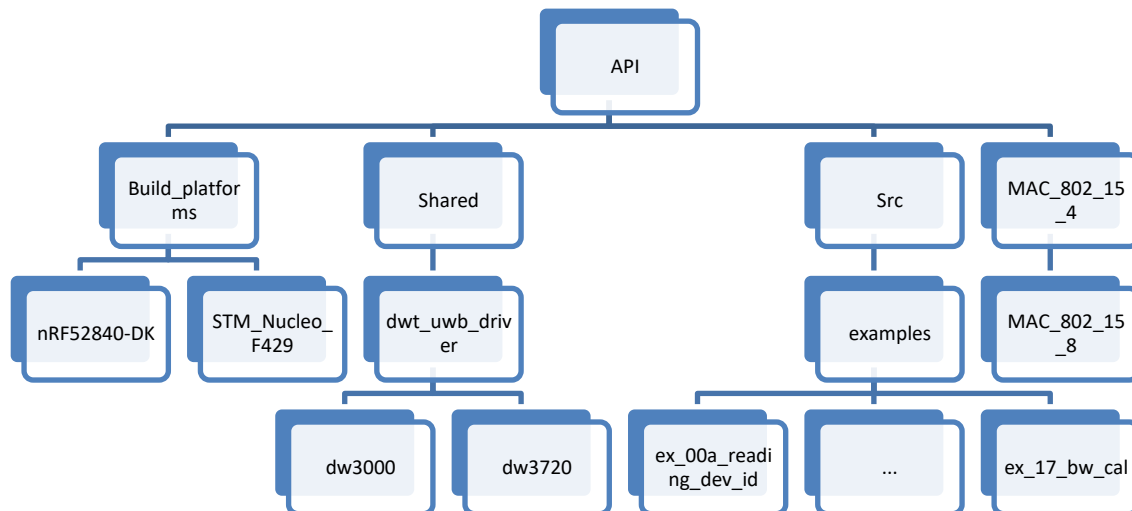 API
Build_platfor
ms
Shared
Src
MAC_802_15
_4
nRF52840-DK
STM_Nucleo_
F429
dwt_uwb_driv
er
examples
MAC_802_15
_8
dw3000
dw3720
ex_00a_readi
ng_dev_id
...
ex_17_bw_cal